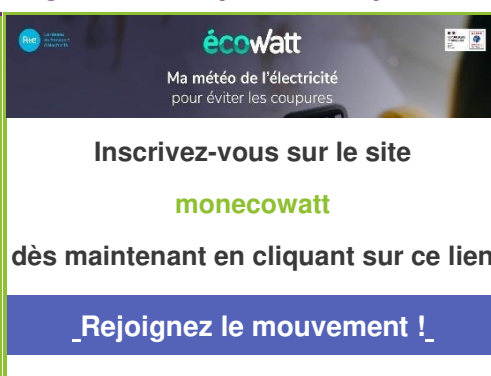 Rte
écowatt
Ma météo de l'électricité
pour éviter les coupures
Inscrivez-vous sur le site
monecowatt
dès maintenant en cliquant sur ce lien
Rejoignez le mouvement !